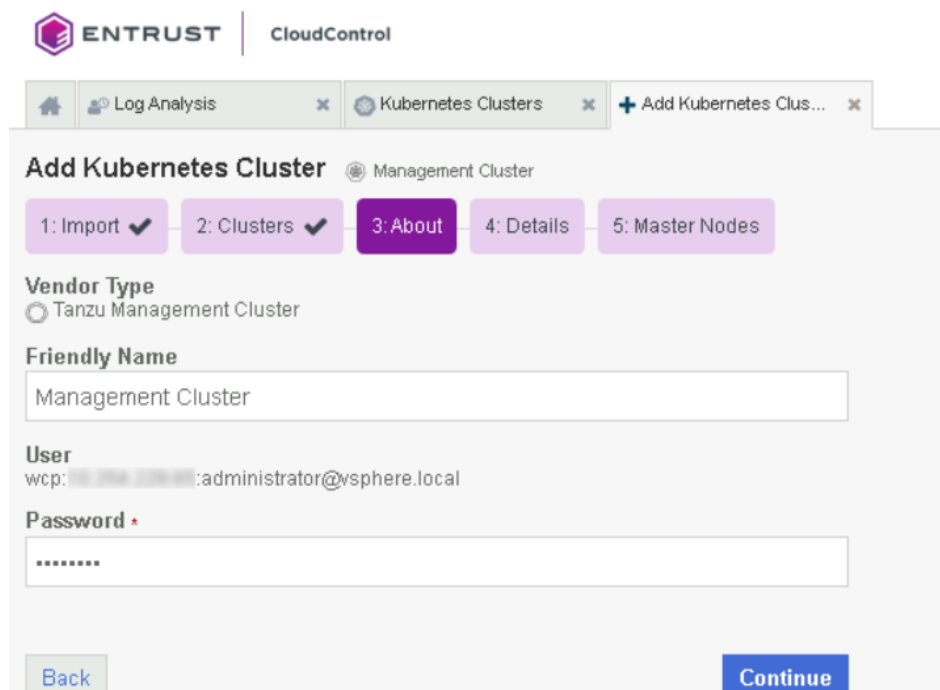 ENTRUST CloudControl
Log Analysis Kubernetes Clusters Add Kubernetes Clus...
Add Kubernetes Cluster Management Cluster
1: Import 2: Clusters 3: About 4: Details 5: Master Nodes
Vendor Type
Tanzu Management Cluster
Friendly Name
Management Cluster
User
wcp: :administrator@vsphere.local
Password *
Back Continue